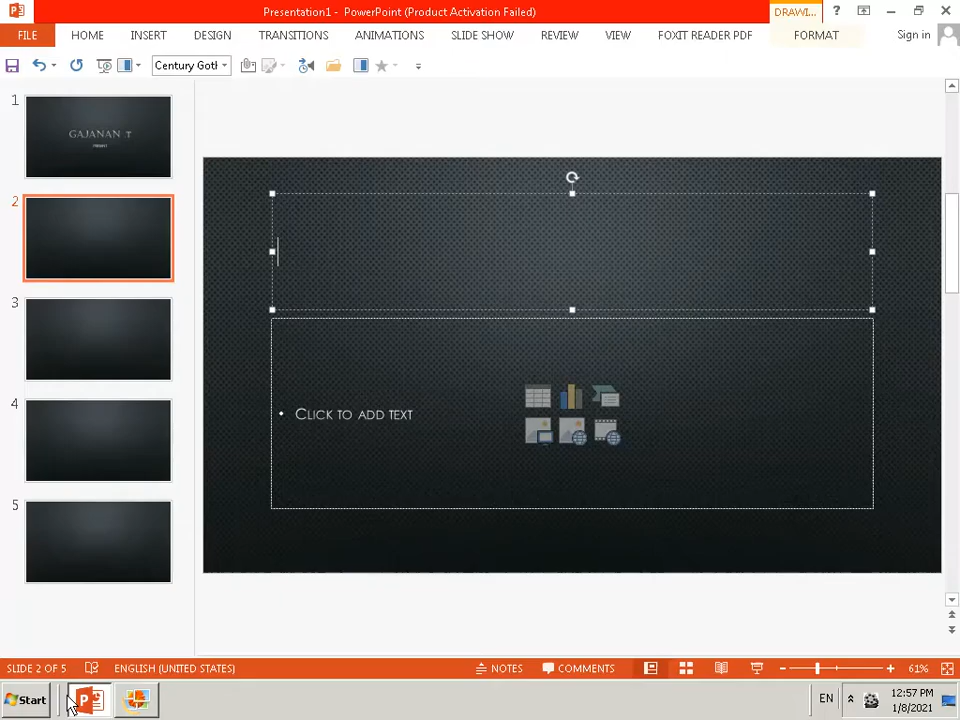 Presentation1 - PowerPoint (Product Activation Failed)
DRAWI...
FILE HOME INSERT DESIGN TRANSITIONS ANIMATIONS SLIDE SHOW REVIEW VIEW FOXIT READER PDF FORMAT Sign in
Century Gotl
1
GAJANAN T
PRESENT
2
3
4
5
• CLICK TO ADD TEXT
SLIDE 2 OF 5 ENGLISH (UNITED STATES) NOTES COMMENTS 61%
Start EN 12:57 PM
1/8/2021